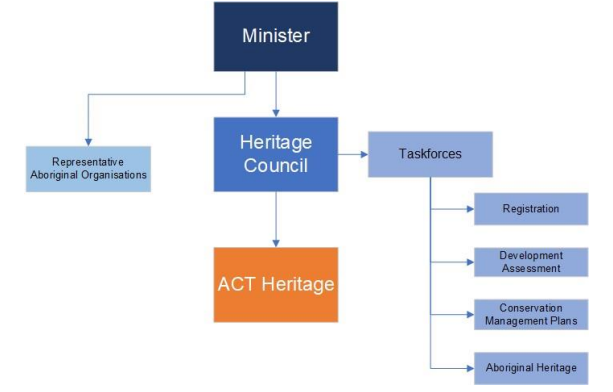 Minister
Representative
Aboriginal Organisations
Heritage
Council
Taskforces
Registration
Development
Assessment
ACT Heritage
Conservation
Management Plans
Aboriginal Heritage